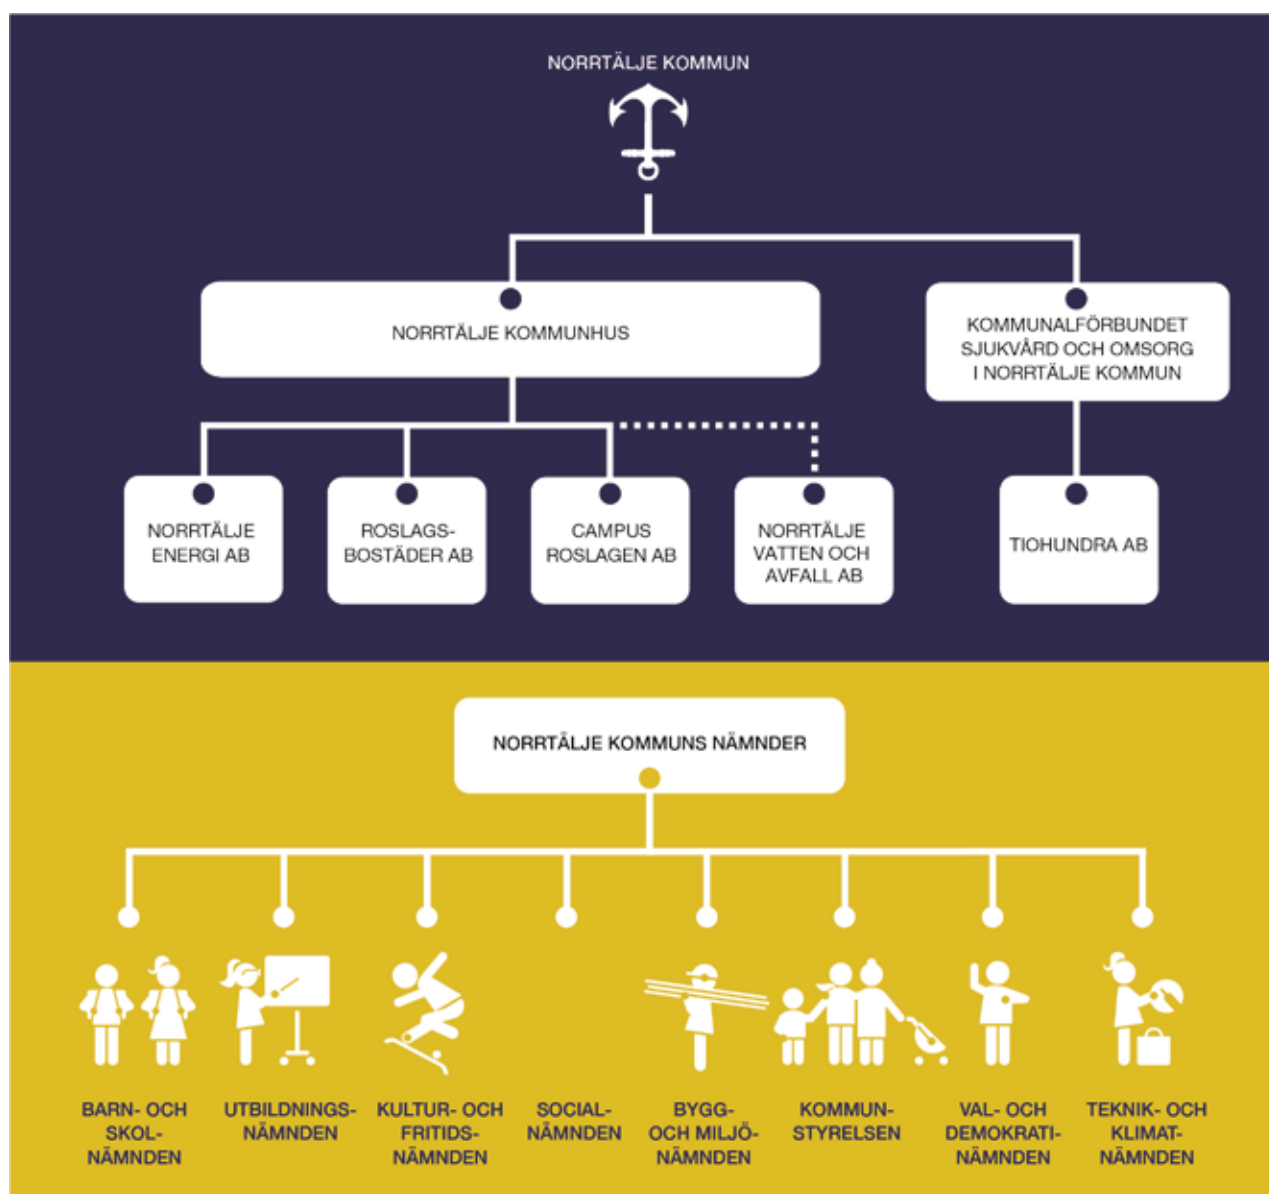 NORRTÄLJE KOMMUN
NORRTÄLJE KOMMUNHUS
KOMMUNALFÖRBUNDET
SJUKVÅRD OCH OMSORG
I NORRTÄLJE KOMMUN
NORRTÄLJE
ENERGI AB
ROSLAGS-
BOSTÄDER AB
CAMPUS
ROSLAGEN AB
NORRTÄLJE
VATTEN OCH
AVFALL AB
TIOHUNDRA AB
NORRTÄLJE KOMMUNS NÄMNDER
BARN- OCH
SKOL-
NÄMNDEN
UTBILDNINGS-
NÄMNDEN
KULTUR- OCH
FRITIDS-
NÄMNDEN
SOCIAL-
NÄMNDEN
BYGG-
OCH MILJÖ-
NÄMNDEN
KOMMUN-
STYRELSEN
VAL- OCH
DEMOKRATI-
NÄMNDEN
TEKNIK- OCH
KLIMAT-
NÄMNDEN